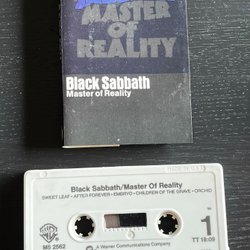 MASTER
OF
REALITY
Black Sabbath
Master of Reality
Black Sabbath/Master Of Reality
SWEET LEAF • AFTER FOREVER • EMBRYO • CHILDREN OF THE GRAVE • ORCHID
1
M5 2562
A Warner Communications Company
TT 18:09